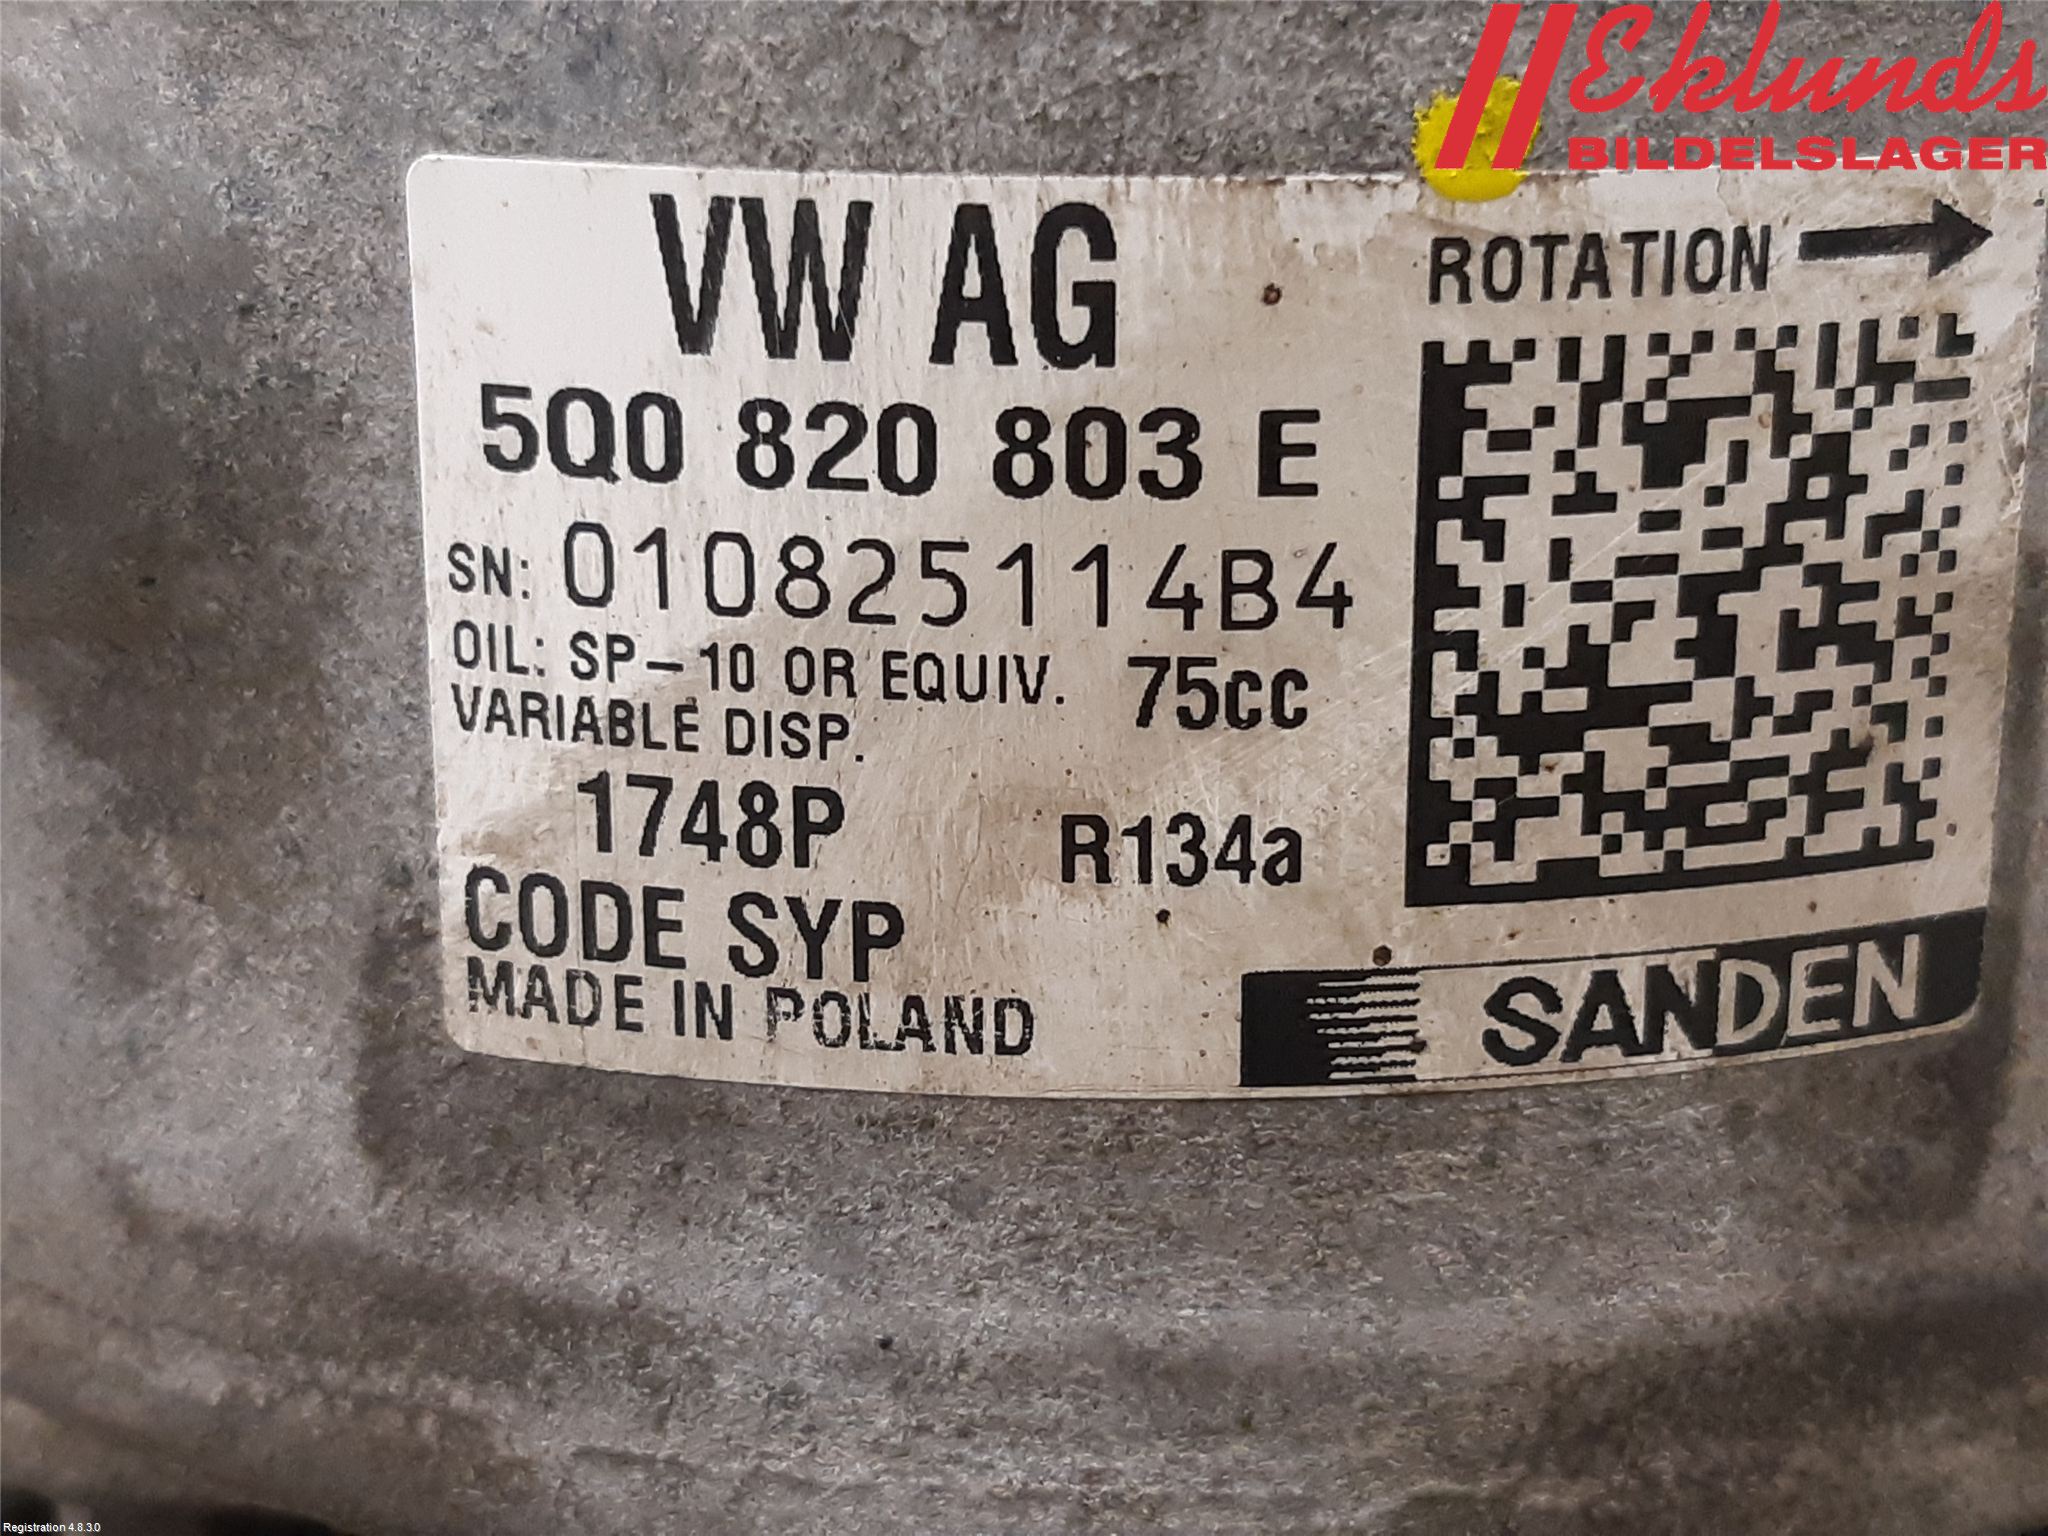 Eklunds
BILDELSLAGER
VW AG
ROTATION
5Q0 820 803 E
SN: 010825114B4
OIL: SP-10 OR EQUIV. 75cc
VARIABLE DISP.
1748P R134a
CODE SYP
MADE IN POLAND
SANDEN
Registration 4.8.3.0